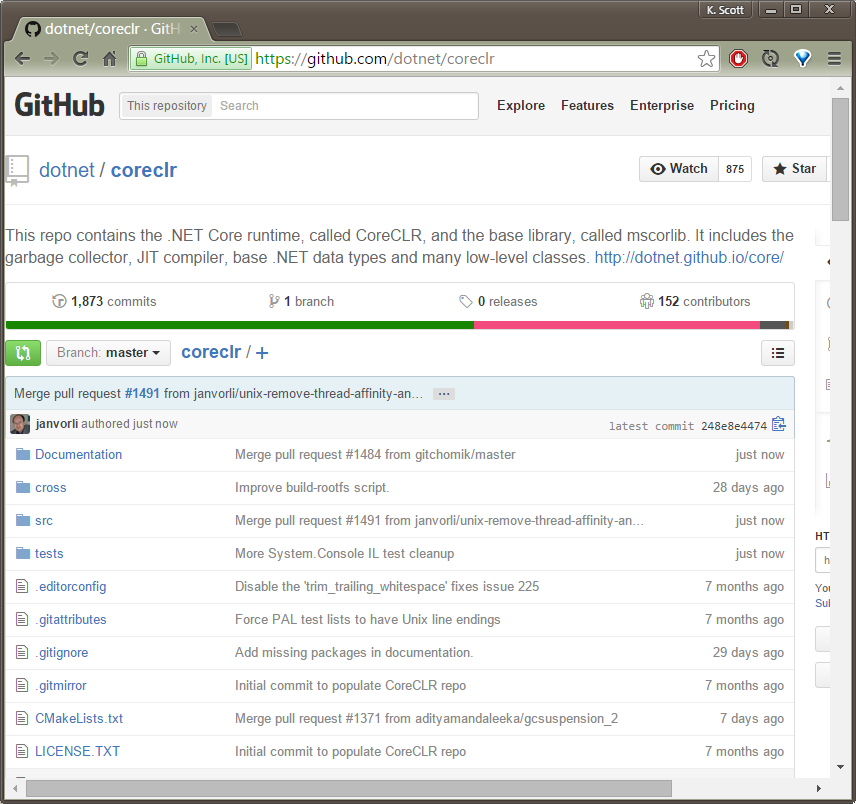 K. Scott
dotnet/coreclr · GitH
GitHub, Inc. [US] https://github.com/dotnet/coreclr
GitHub This repository Search Explore Features Enterprise Pricing
dotnet / coreclr Watch 875 Star
This repo contains the .NET Core runtime, called CoreCLR, and the base library, called mscorlib. It includes the
garbage collector, JIT compiler, base .NET data types and many low-level classes. http://dotnet.github.io/core/
1,873 commits 1 branch 0 releases 152 contributors
Branch: master coreclr / +
Merge pull request #1491 from janvorli/unix-remove-thread-affinity-an… …
janvorli authored just now latest commit 248e8e4474
Documentation Merge pull request #1484 from gitchomik/master just now
cross Improve build-rootfs script. 28 days ago
src Merge pull request #1491 from janvorli/unix-remove-thread-affinity-an… just now
tests More System.Console IL test cleanup just now
.editorconfig Disable the 'trim_trailing_whitespace' fixes issue 225 7 months ago
.gitattributes Force PAL test lists to have Unix line endings 7 months ago
HT
h
You
Sub
.gitignore Add missing packages in documentation. 29 days ago
.gitmirror Initial commit to populate CoreCLR repo 7 months ago
CMakeLists.txt Merge pull request #1371 from adityamandaleeka/gcsuspension_2 7 days ago
LICENSE.TXT Initial commit to populate CoreCLR repo 7 months ago